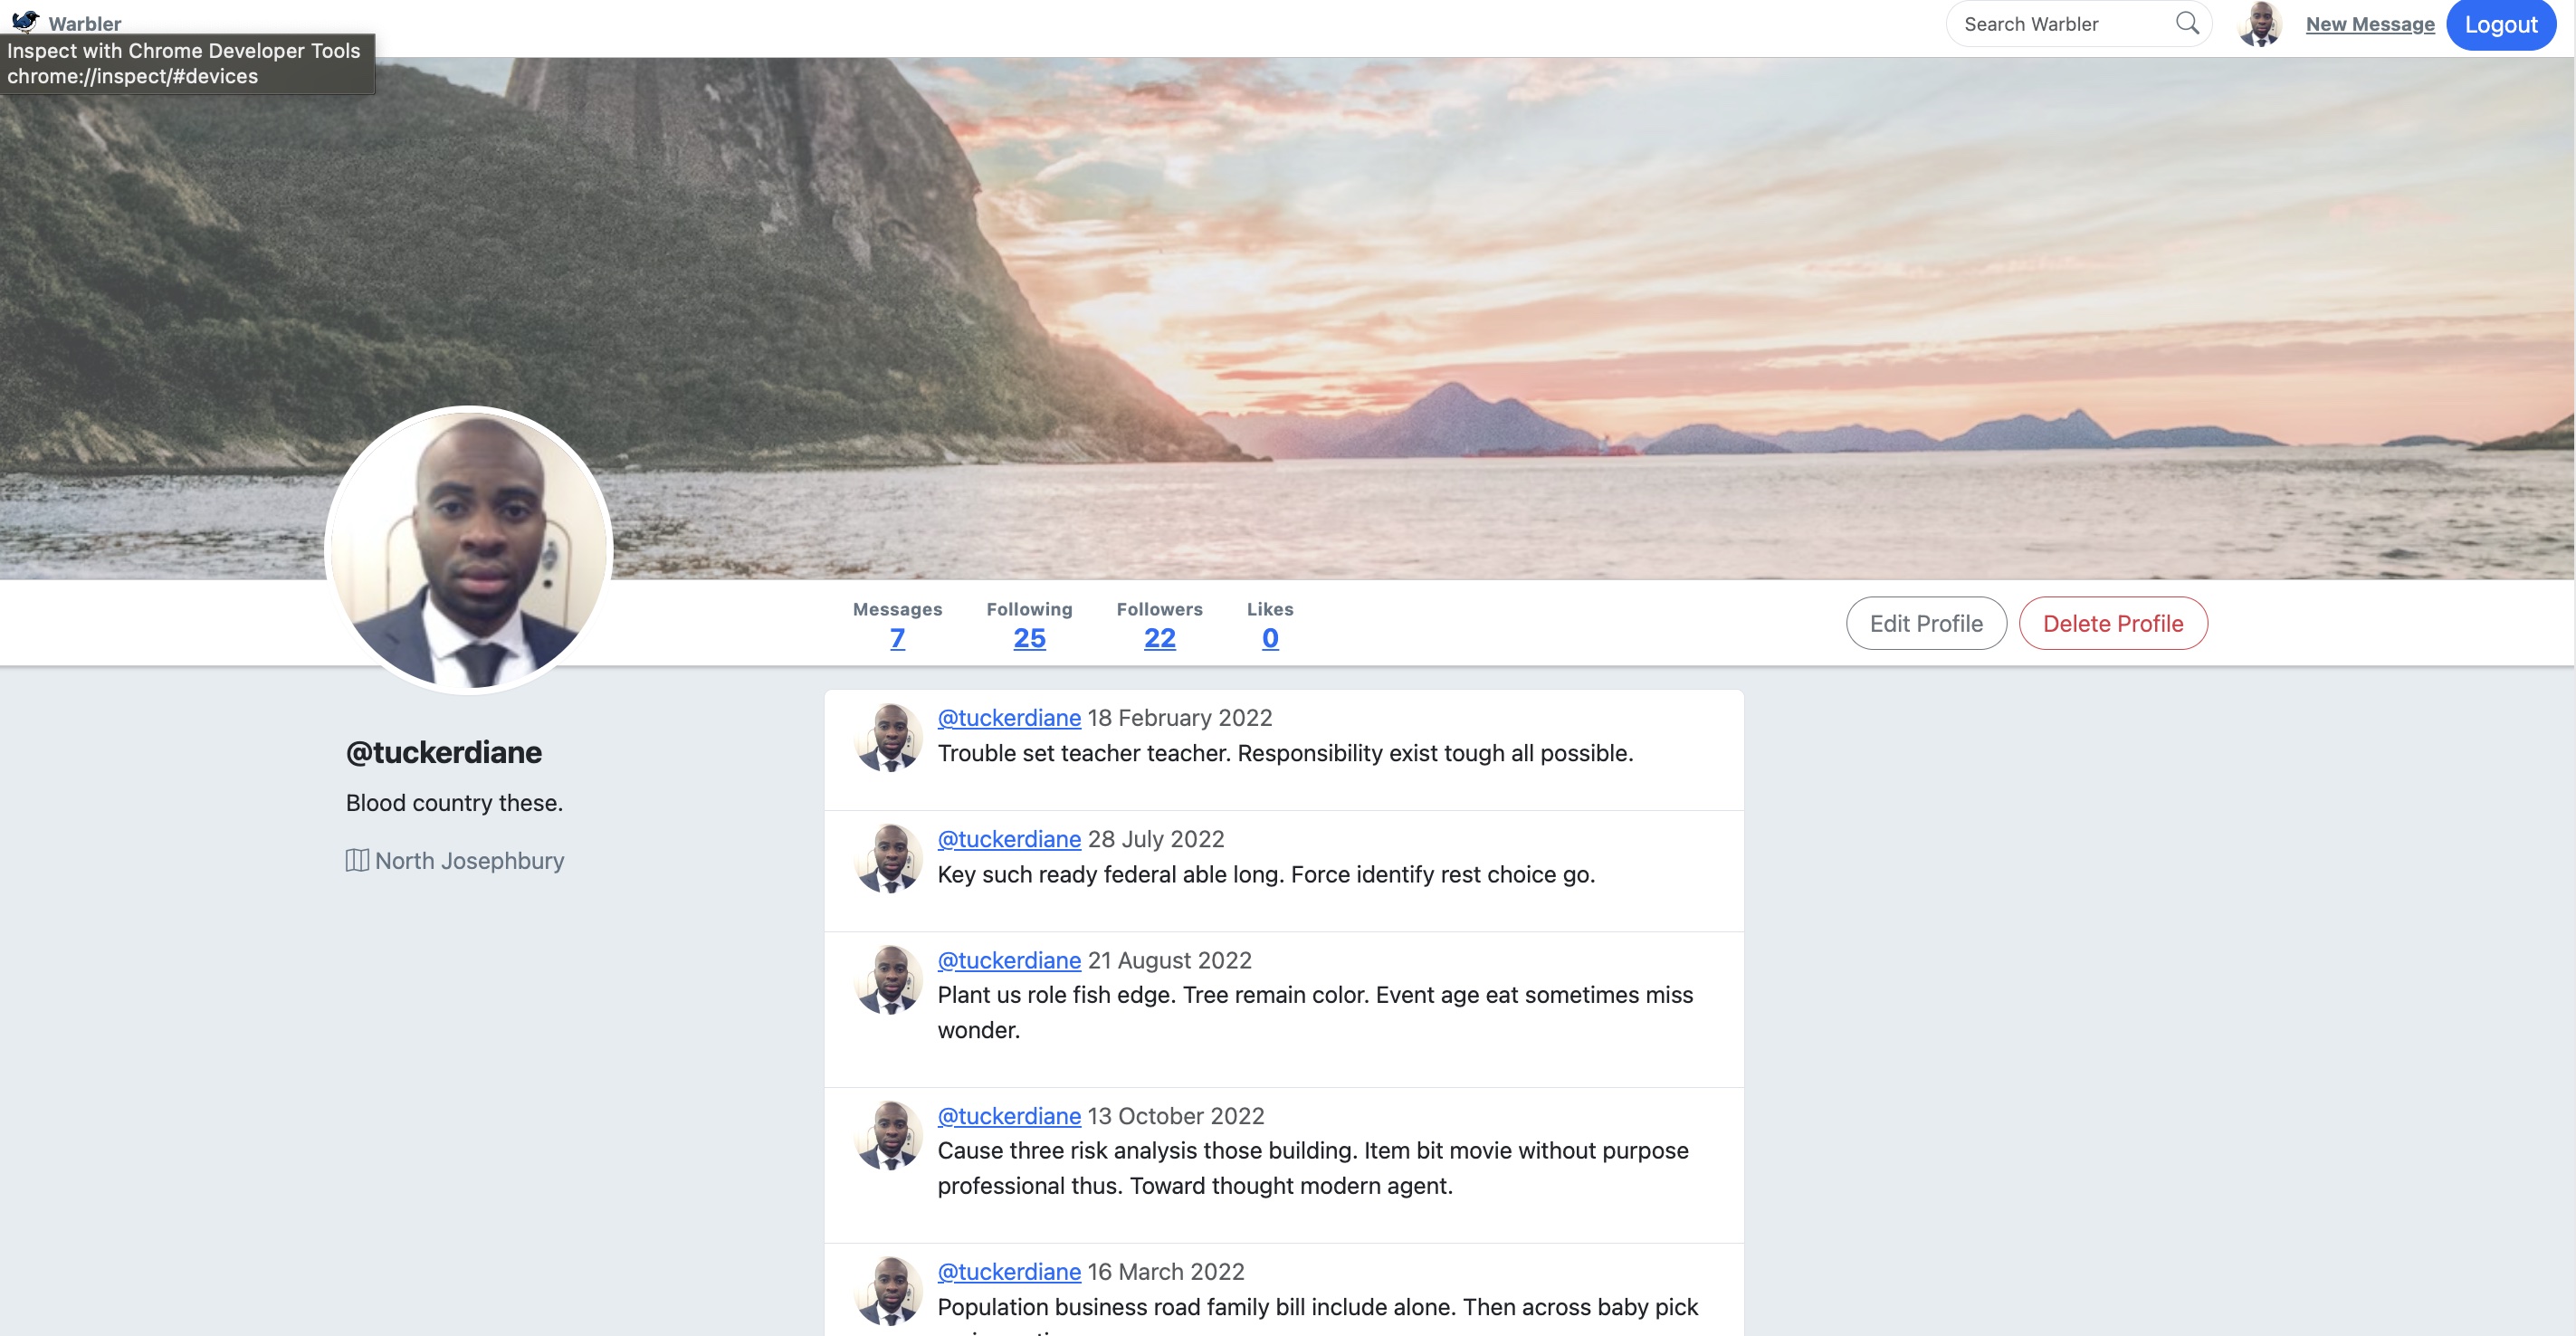 Warbler
Search Warbler
New Message
Logout
Inspect with Chrome Developer Tools
chrome://inspect/#devices
Messages
7
Following
25
Followers
22
Likes
0
Edit Profile
Delete Profile
@tuckerdiane
Blood country these.
North Josephbury
@tuckerdiane 18 February 2022
Trouble set teacher teacher. Responsibility exist tough all possible.
@tuckerdiane 28 July 2022
Key such ready federal able long. Force identify rest choice go.
@tuckerdiane 21 August 2022
Plant us role fish edge. Tree remain color. Event age eat sometimes miss
wonder.
@tuckerdiane 13 October 2022
Cause three risk analysis those building. Item bit movie without purpose
professional thus. Toward thought modern agent.
@tuckerdiane 16 March 2022
Population business road family bill include alone. Then across baby pick